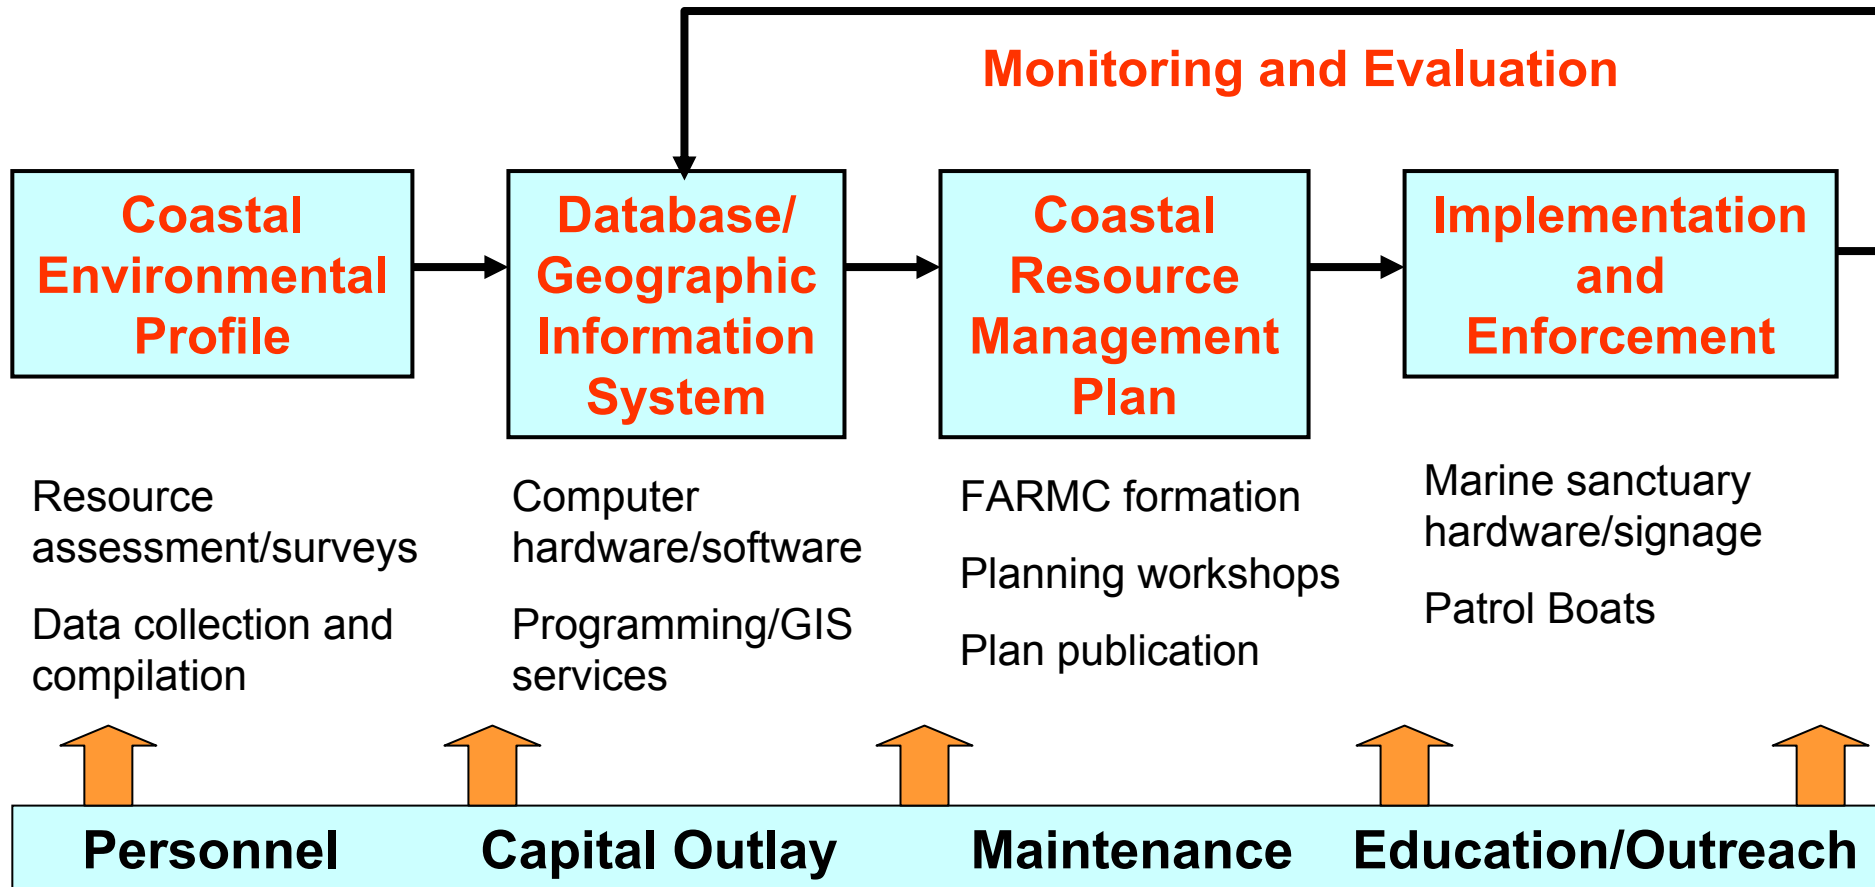 Monitoring and Evaluation
Coastal
Environmental
Profile
Database/
Geographic
Information
System
Coastal
Resource
Management
Plan
Implementation
and
Enforcement
Resource
assessment/surveys
Data collection and
compilation
Computer
hardware/software
Programming/GIS
services
FARMC formation
Planning workshops
Plan publication
Marine sanctuary
hardware/signage
Patrol Boats
Personnel Capital Outlay Maintenance Education/Outreach